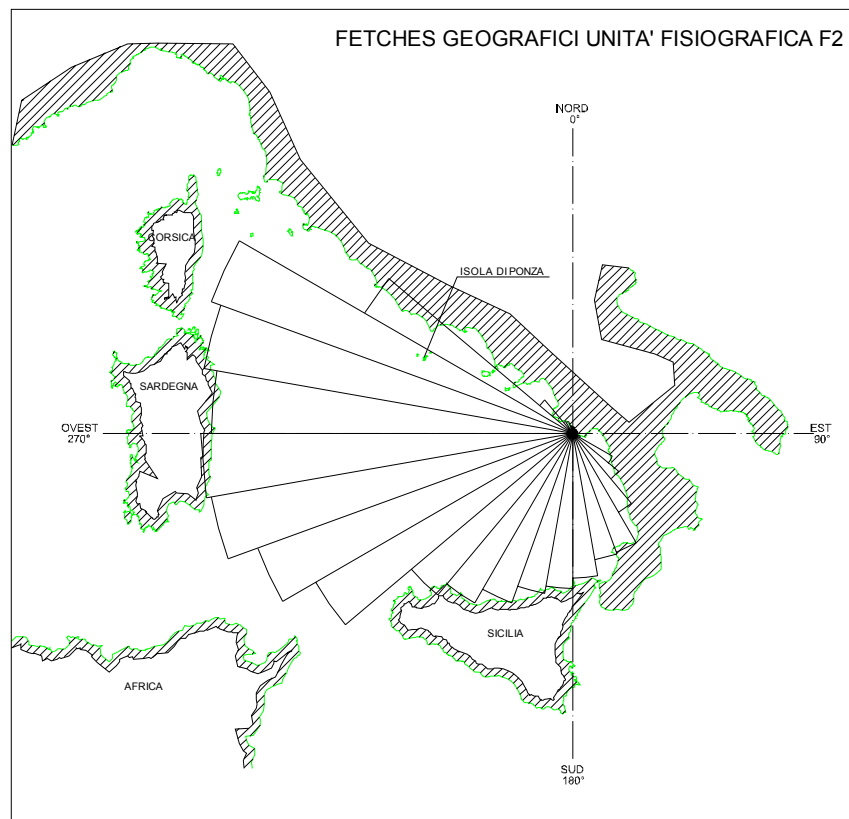 FETCHES GEOGRAFICI UNITA' FISIOGRAFICA F2
NORD
0°
CORSICA
ISOLA DI PONZA
SARDEGNA
OVEST
270°
EST
90°
SICILIA
AFRICA
SUD
180°